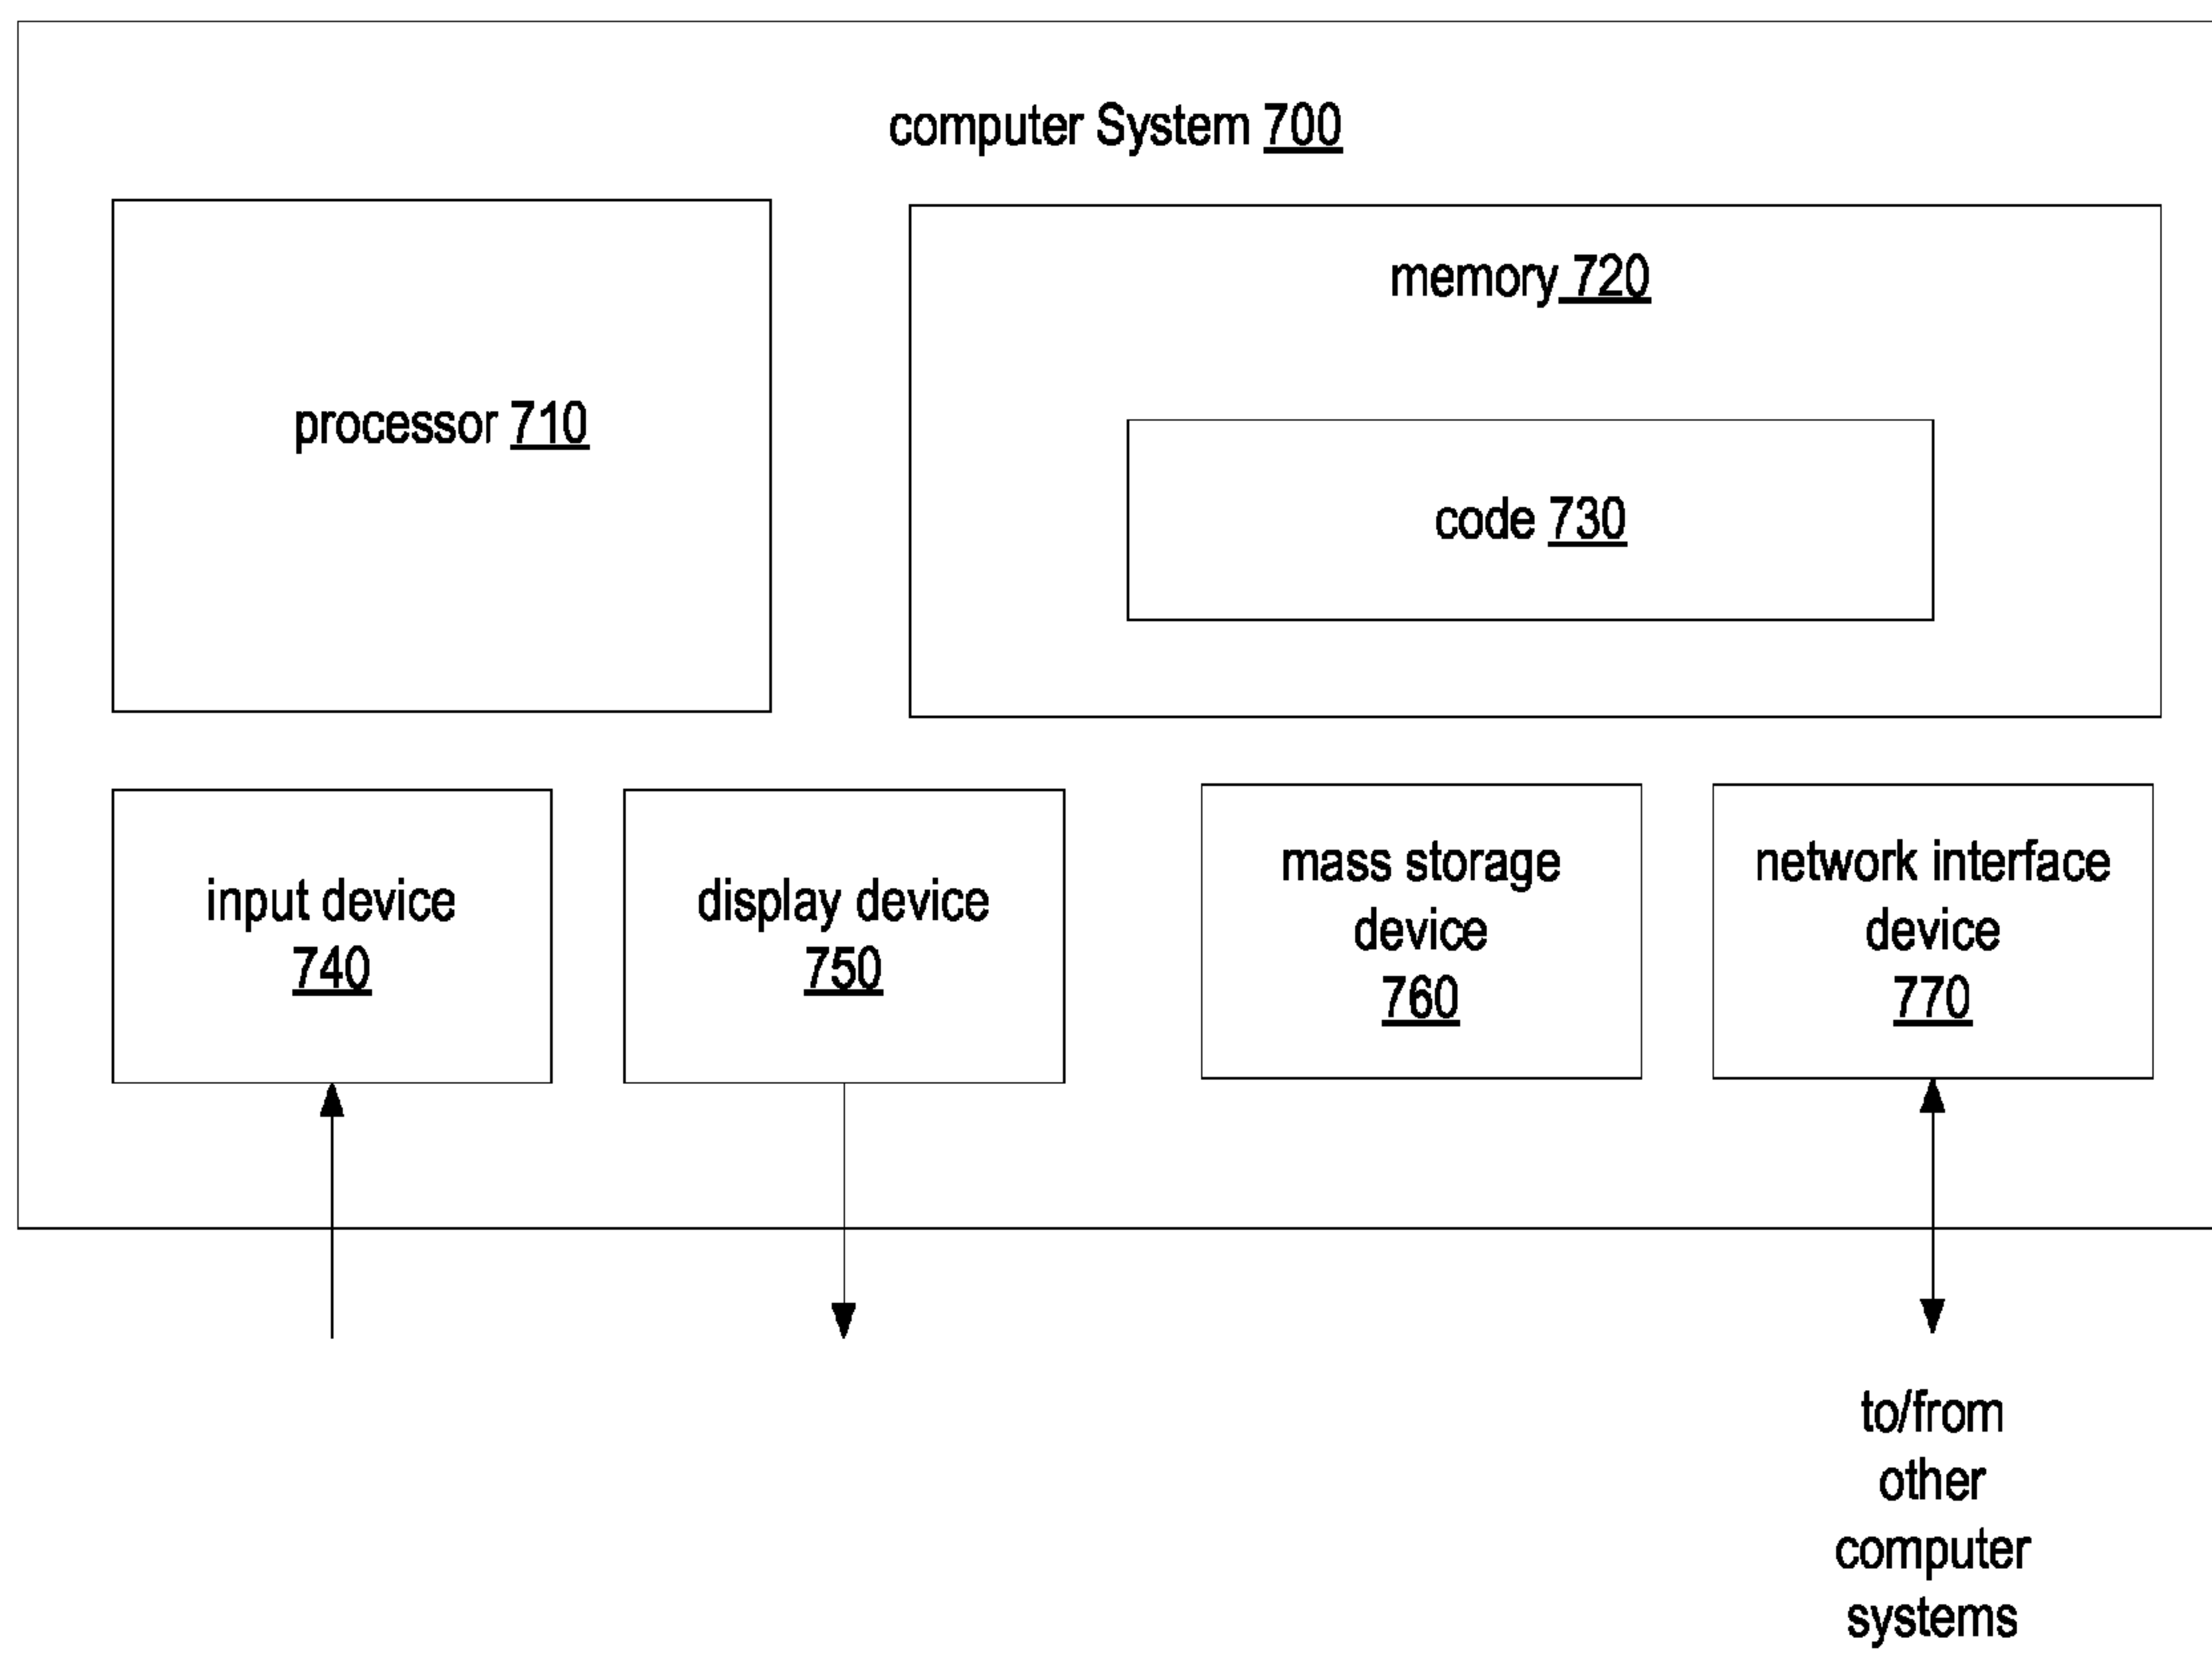 computer System 700
processor 710
memory 720
code 730
input device
740
display device
750
mass storage
device
760
network interface
device
770
to/from
other
computer
systems